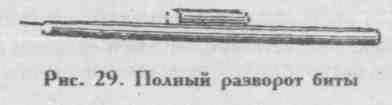 Рис. 29. Полный разворот биты